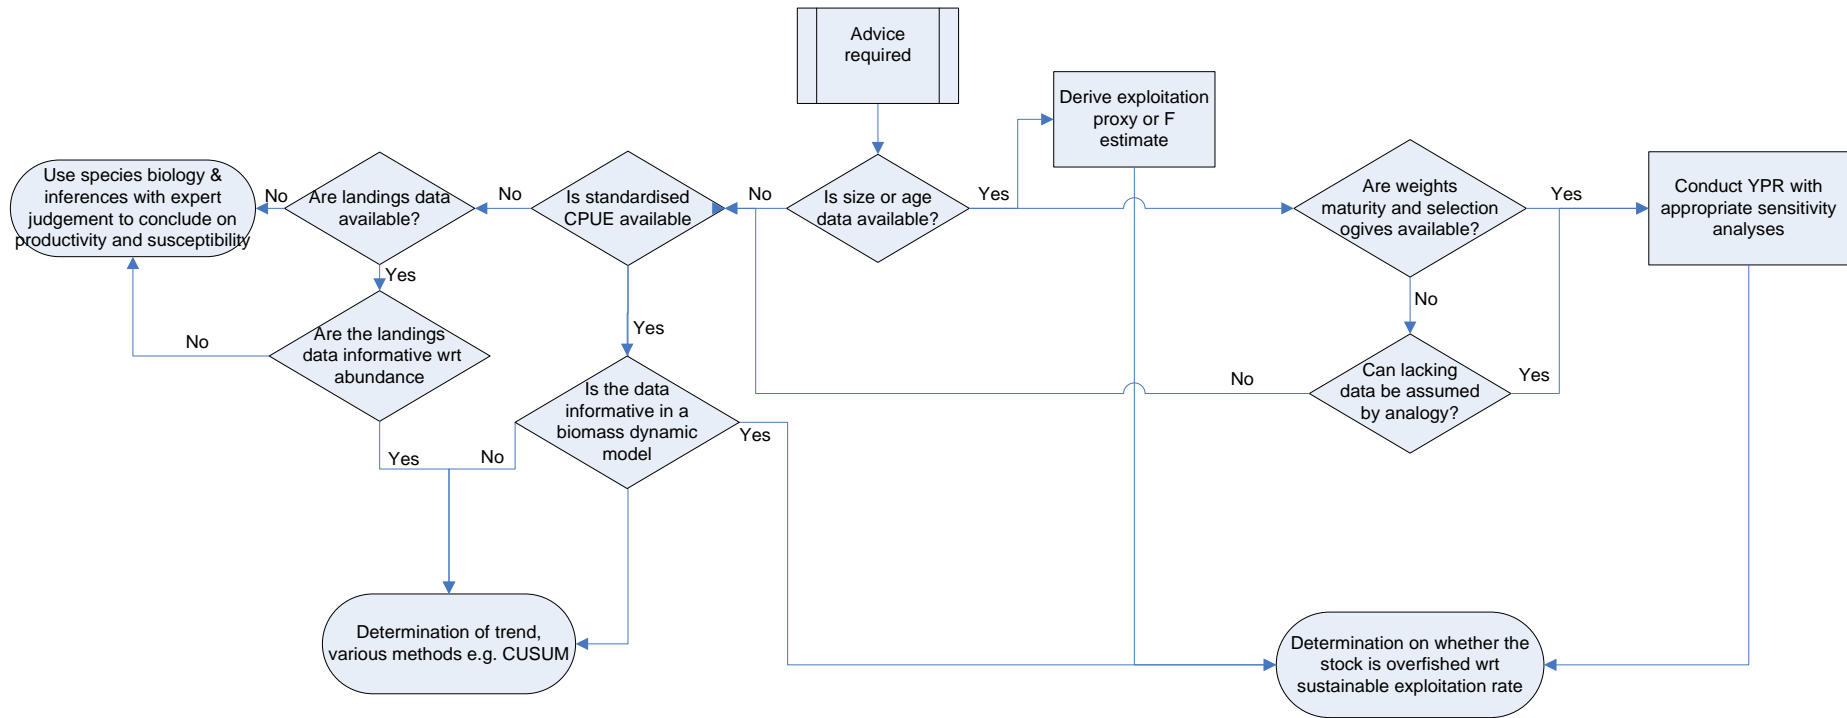 Advice
required
Derive exploitation
proxy or F
estimate
Is size or age
data available?
Yes
No
Are weights
maturity and selection
ogives available?
Yes
No
Conduct YPR with
appropriate sensitivity
analyses
Can lacking
data be assumed
by analogy?
Yes
No
Is standardised
CPUE available
No
Yes
Are landings data
available?
No
Yes
Use species biology &
inferences with expert
judgement to conclude on
productivity and susceptibility
Are the landings
data informative wrt
abundance
No
Yes
Is the data
informative in a
biomass dynamic
model
No
Yes
Determination of trend,
various methods e.g. CUSUM
Determination on whether the
stock is overfished wrt
sustainable exploitation rate